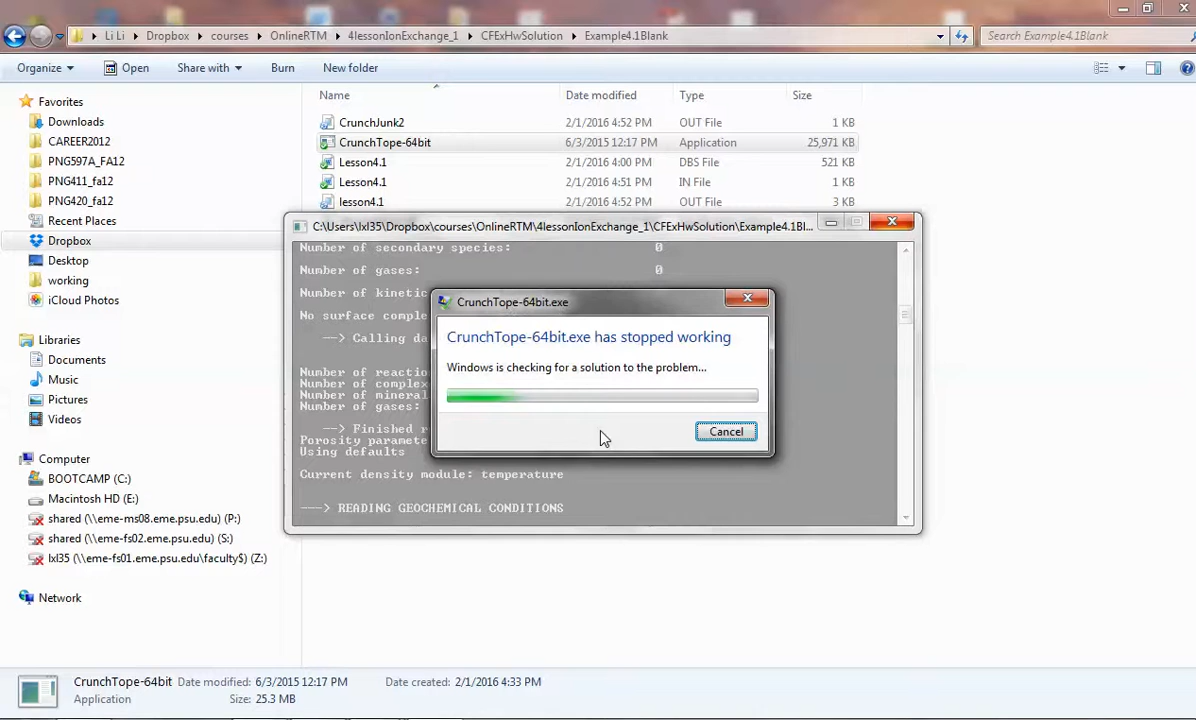 Li Li ▸ Dropbox ▸ courses ▸ OnlineRTM ▸ 4lessonIonExchange_1 ▸ CFExHwSolution ▸ Example4.1Blank
Search Example4.1Blank
Organize ▾ Open Share with ▾ Burn New folder
Favorites
Downloads
CAREER2012
PNG597A_FA12
PNG411_fa12
PNG420_fa12
Recent Places
Dropbox
Desktop
working
iCloud Photos
Libraries
Documents
Music
Pictures
Videos
Computer
BOOTCAMP (C:)
Macintosh HD (E:)
shared (\\eme-ms08.eme.psu.edu) (P:)
shared (\\eme-fs02.eme.psu.edu) (S:)
lxl35 (\\eme-fs01.eme.psu.edu\faculty$) (Z:)
Network
Name Date modified Type Size
CrunchJunk2 2/1/2016 4:52 PM OUT File 1 KB
CrunchTope-64bit 6/3/2015 12:17 PM Application 25,971 KB
Lesson4.1 2/1/2016 4:00 PM DBS File 521 KB
Lesson4.1 2/1/2016 4:51 PM IN File 1 KB
lesson4.1 2/1/2016 4:52 PM OUT File 3 KB
C:\Users\lxl35\Dropbox\courses\OnlineRTM\4lessonIonExchange_1\CFExHwSolution\Example4.1Bl...
Number of secondary species: 0
Number of gases: 0
Number of kinetic
No surface comple
--> Calling da
Number of reactio
Number of complex
Number of mineral
Number of gases:
--> Finished r
Porosity paramete
Using defaults
Current density module: temperature
---> READING GEOCHEMICAL CONDITIONS
CrunchTope-64bit.exe
CrunchTope-64bit.exe has stopped working
Windows is checking for a solution to the problem...
Cancel
CrunchTope-64bit Date modified: 6/3/2015 12:17 PM Date created: 2/1/2016 4:33 PM
Application Size: 25.3 MB